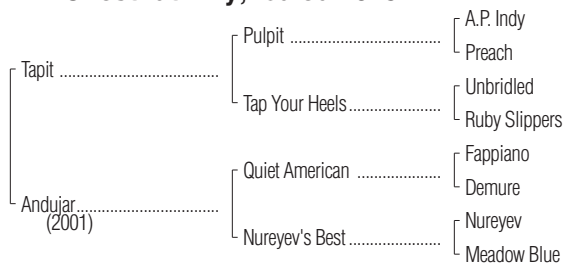 Pulpit
A.P. Indy
Preach
Tapit
Tap Your Heels
Unbridled
Ruby Slippers
Quiet American
Fappiano
Demure
Andujar
(2001)
Nureyev's Best
Nureyev
Meadow Blue